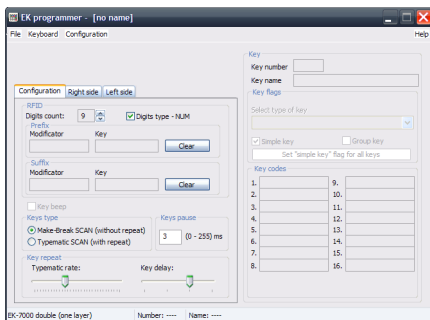 EK programmer - [no name]
File Keyboard Configuration Help
Configuration Right side Left side
RFID
Digits count: 9 Digits type - NUM
Prefix
Modificator Key
Clear
Suffix
Modificator Key
Clear
Key beep
Keys type
Make-Break SCAN (without repeat)
Typematic SCAN (with repeat)
Keys pause
3 (0 - 255) ms
Key repeat
Typematic rate: Key delay:
Key
Key number
Key name
Key flags
Select type of key
Simple key Group key
Set "simple key" flag for all keys
Key codes
1. 9.
2. 10.
3. 11.
4. 12.
5. 13.
6. 14.
7. 15.
8. 16.
EK-7000 double (one layer) Number: ---- Name: ----